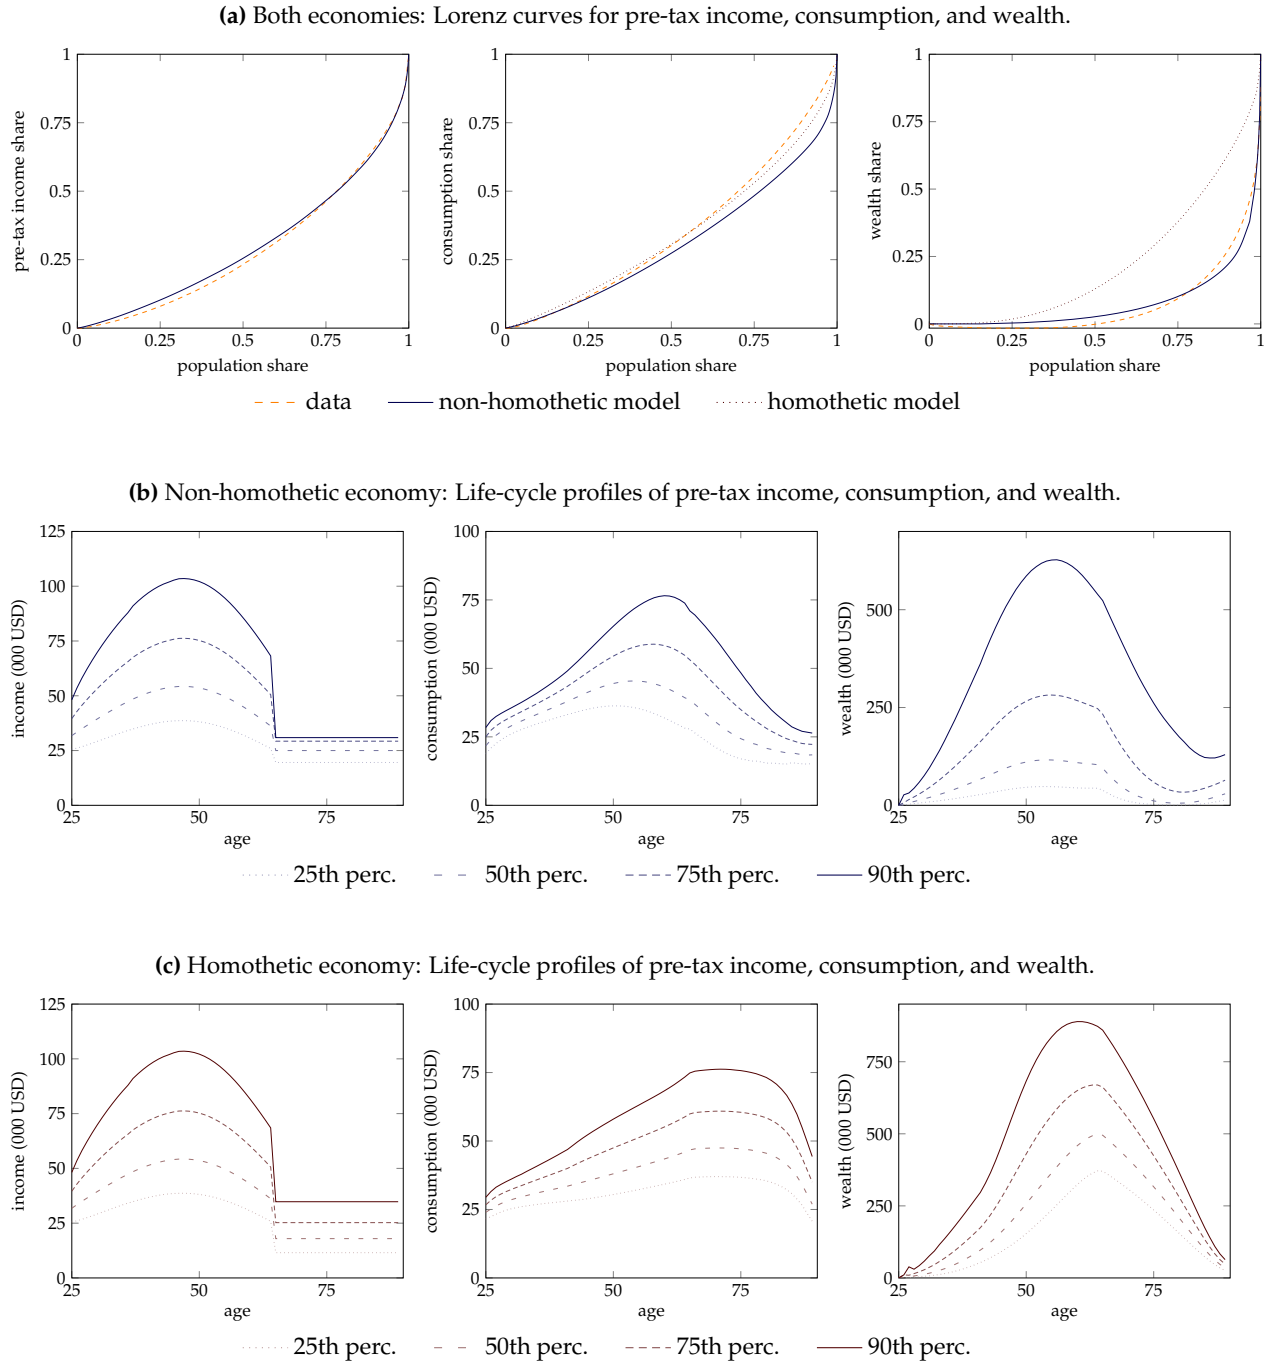 (a) Both economies: Lorenz curves for pre-tax income, consumption, and wealth.
pre-tax income share
1
0.75
0.5
0.25
0
0 0.25 0.5 0.75 1
population share
consumption share
1
0.75
0.5
0.25
0
0 0.25 0.5 0.75 1
population share
wealth share
1
0.75
0.5
0.25
0
0 0.25 0.5 0.75 1
population share
data non-homothetic model homothetic model
(b) Non-homothetic economy: Life-cycle profiles of pre-tax income, consumption, and wealth.
income (000 USD)
125
100
75
50
25
0
25 50 75
age
consumption (000 USD)
100
75
50
25
0
25 50 75
age
wealth (000 USD)
500
250
0
25 50 75
age
25th perc. 50th perc. 75th perc. 90th perc.
(c) Homothetic economy: Life-cycle profiles of pre-tax income, consumption, and wealth.
income (000 USD)
125
100
75
50
25
0
25 50 75
age
consumption (000 USD)
100
75
50
25
0
25 50 75
age
wealth (000 USD)
750
500
250
0
25 50 75
age
25th perc. 50th perc. 75th perc. 90th perc.